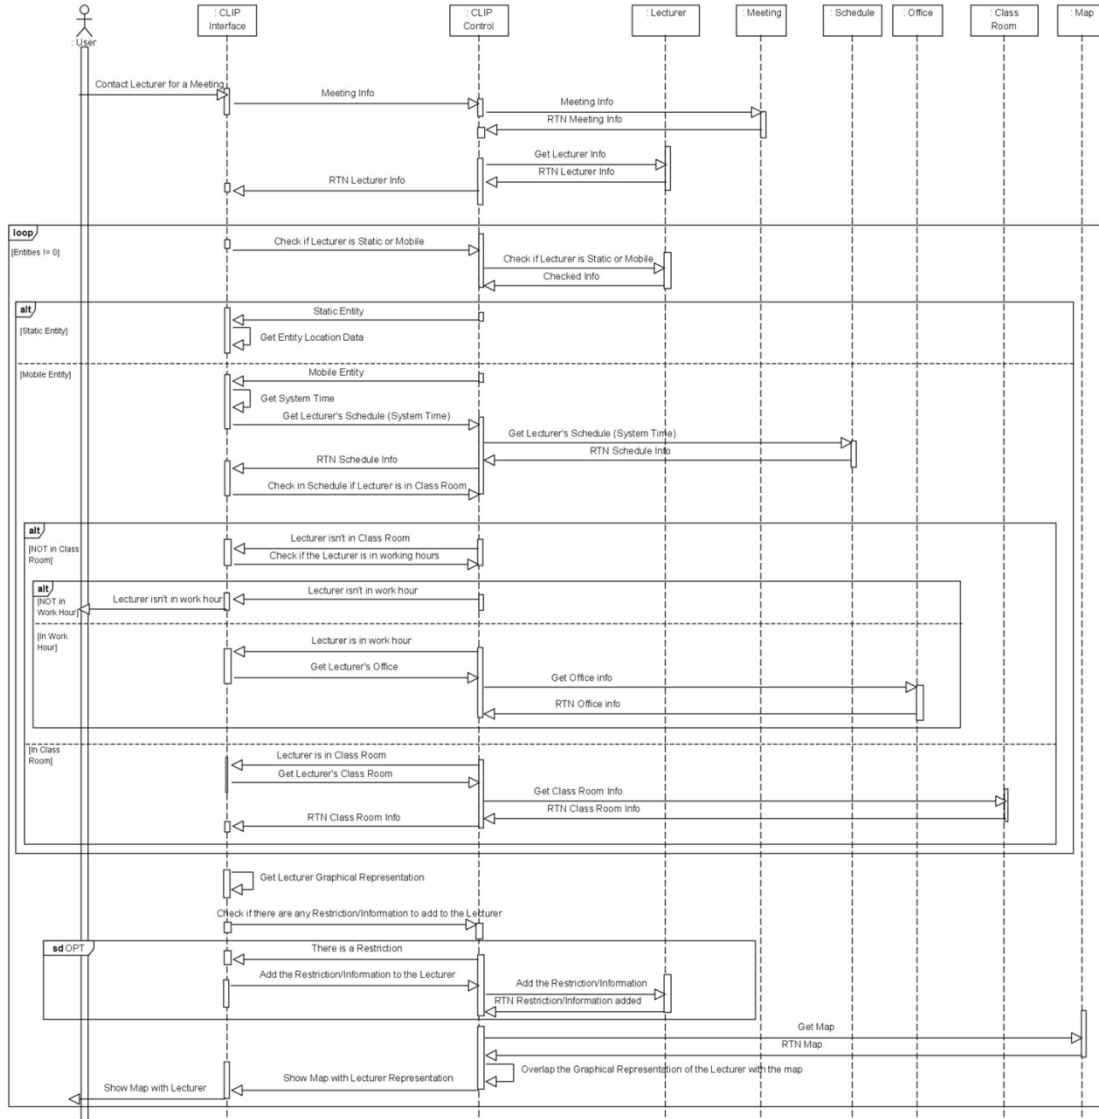 : CLIP
Interface
: CLIP
Control
: Lecturer
: Meeting
: Schedule
: Office
: Class
Room
: Map
: User
Contact Lecturer for a Meeting
Meeting Info
Meeting Info
RTN Meeting Info
Get Lecturer Info
RTN Lecturer Info
RTN Lecturer Info
loop
[Entities != 0]
Check if Lecturer is Static or Mobile
Check if Lecturer is Static or Mobile
Checked Info
alt
[Static Entity]
Static Entity
Get Entity Location Data
[Mobile Entity]
Mobile Entity
Get System Time
Get Lecturer's Schedule (System Time)
Get Lecturer's Schedule (System Time)
RTN Schedule Info
RTN Schedule Info
Check in Schedule if Lecturer is in Class Room
alt
[NOT in Class
Room]
Lecturer isn't in Class Room
Check if the Lecturer is in working hours
alt
[NOT in
Work Hour]
Lecturer isn't in work hour
Lecturer isn't in work hour
[In Work
Hour]
Lecturer is in work hour
Get Lecturer's Office
Get Office info
RTN Office info
[In Class
Room]
Lecturer is in Class Room
Get Lecturer's Class Room
Get Class Room Info
RTN Class Room Info
RTN Class Room Info
Get Lecturer Graphical Representation
Check if there are any Restriction/Information to add to the Lecturer
sd OPT
There is a Restriction
Add the Restriction/Information to the Lecturer
Add the Restriction/Information
RTN Restriction/Information added
Get Map
RTN Map
Overlap the Graphical Representation of the Lecturer with the map
Show Map with Lecturer Representation
Show Map with Lecturer